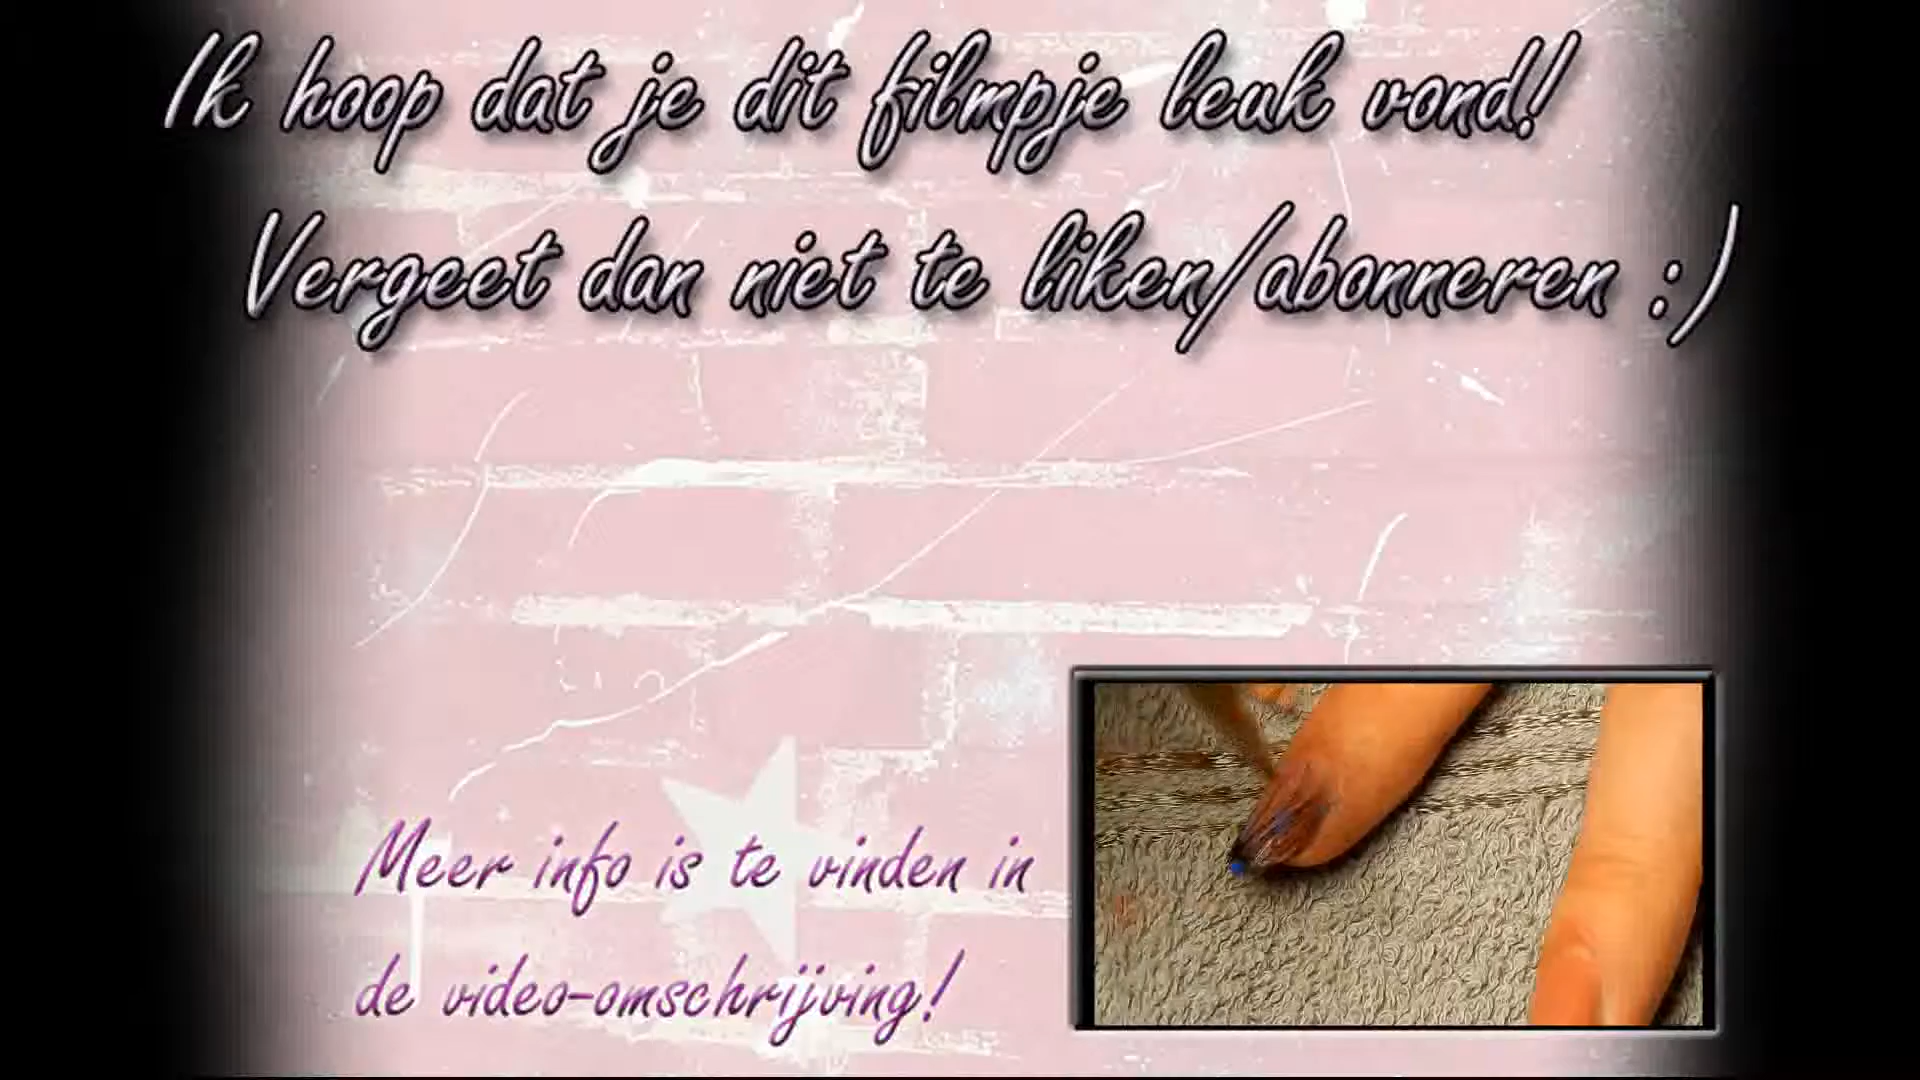 Ik hoop dat je dit filmpje leuk vond!
Vergeet dan niet te liken/abonneren :)
Meer info is te vinden in
de video-omschrijving!